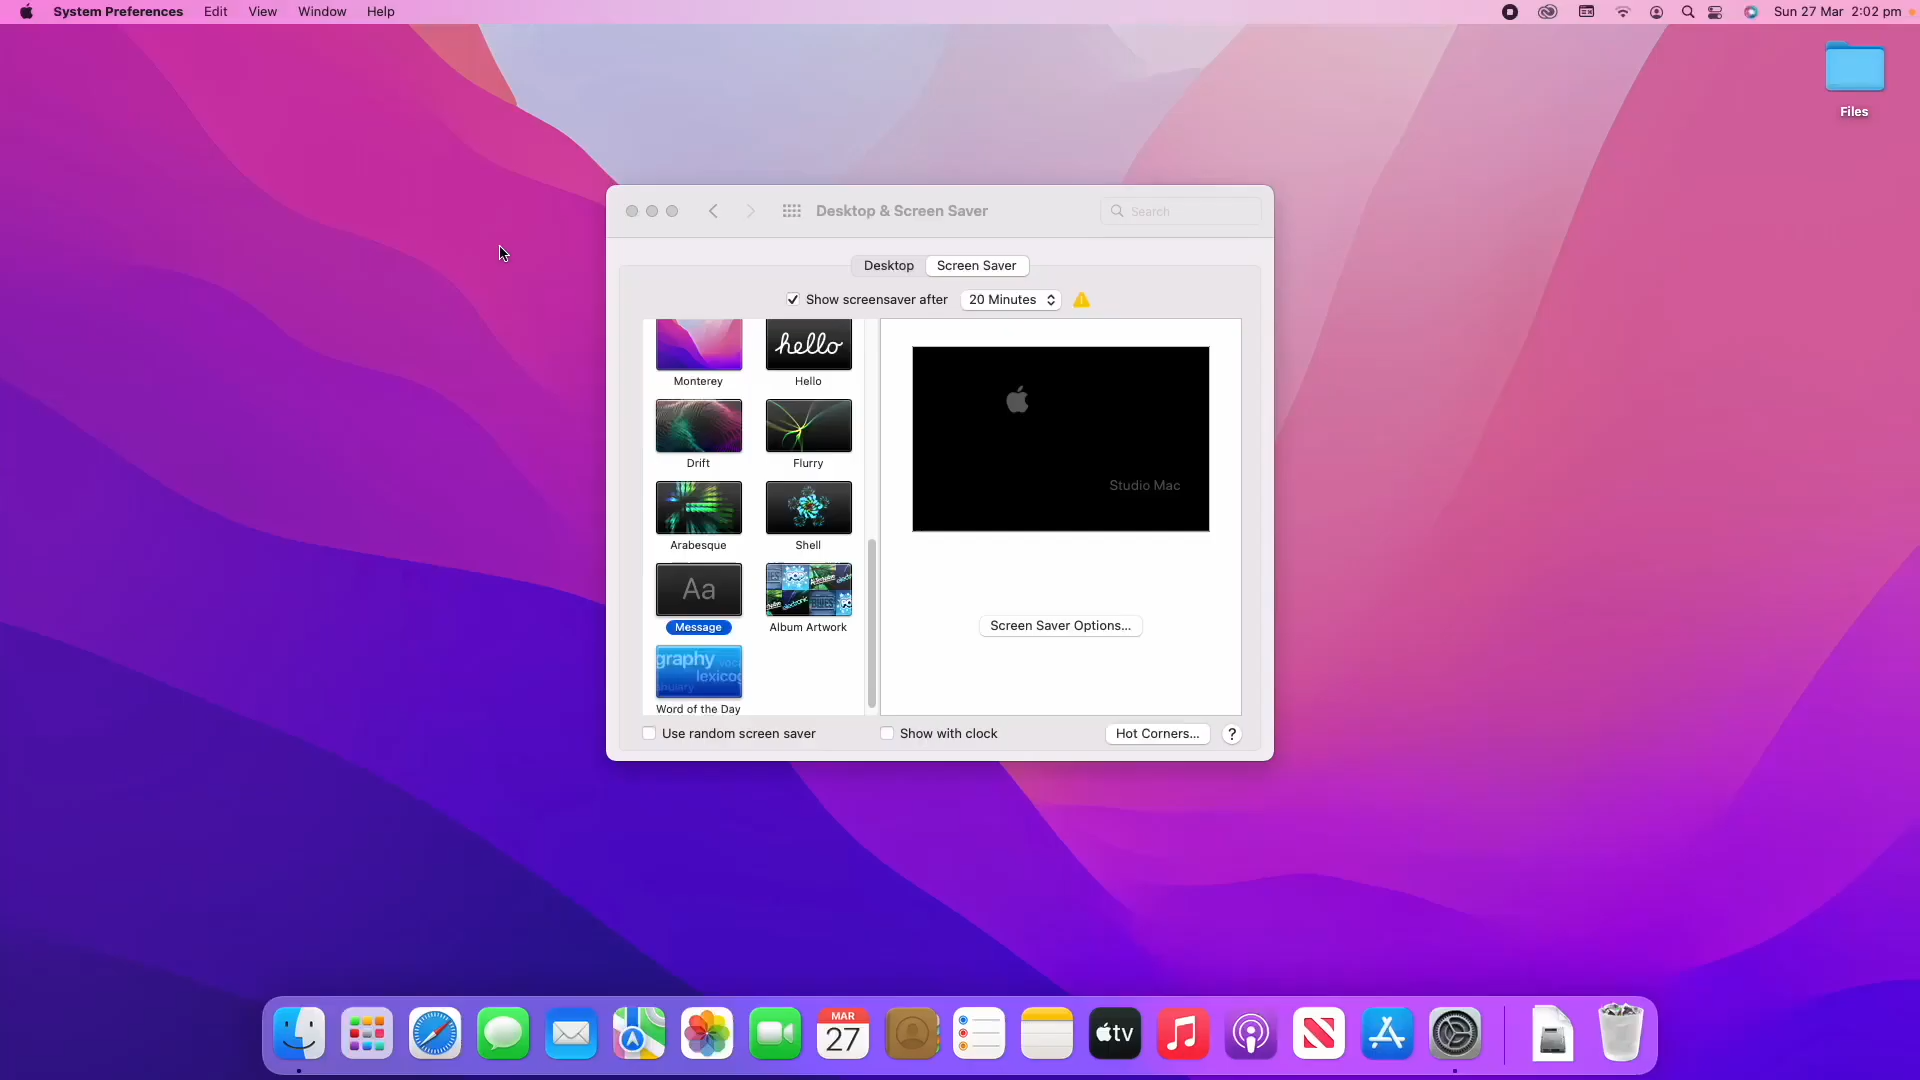 System Preferences Edit View Window Help
Sun 27 Mar 2:02 pm
Files
Desktop & Screen Saver
Search
Desktop Screen Saver
Show screensaver after 20 Minutes
hello
Monterey Hello
Drift Flurry
Arabesque Shell
Aa
Message Album Artwork
graphy
lexicog
Word of the Day
Studio Mac
Screen Saver Options...
Use random screen saver
Show with clock
Hot Corners... ?
MAR
27
tv